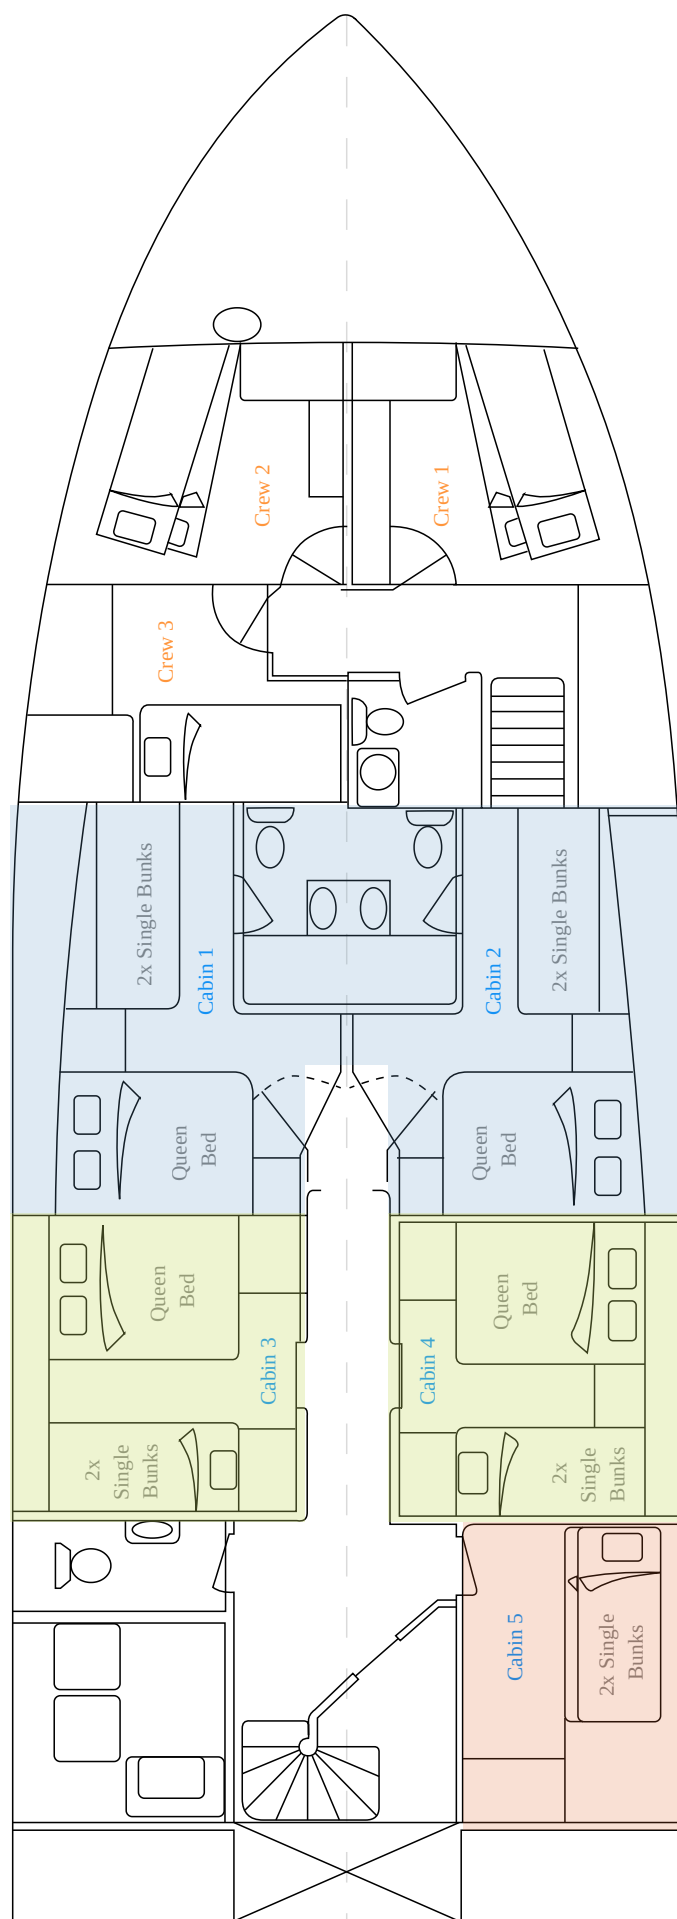 Crew 2
Crew 1
Crew 3
2x Single Bunks
Cabin 1
Cabin 2
2x Single Bunks
Queen
Bed
Queen
Bed
Queen
Bed
Cabin 3
Cabin 4
Queen
Bed
2x
Single
Bunks
2x
Single
Bunks
Cabin 5
2x Single
Bunks